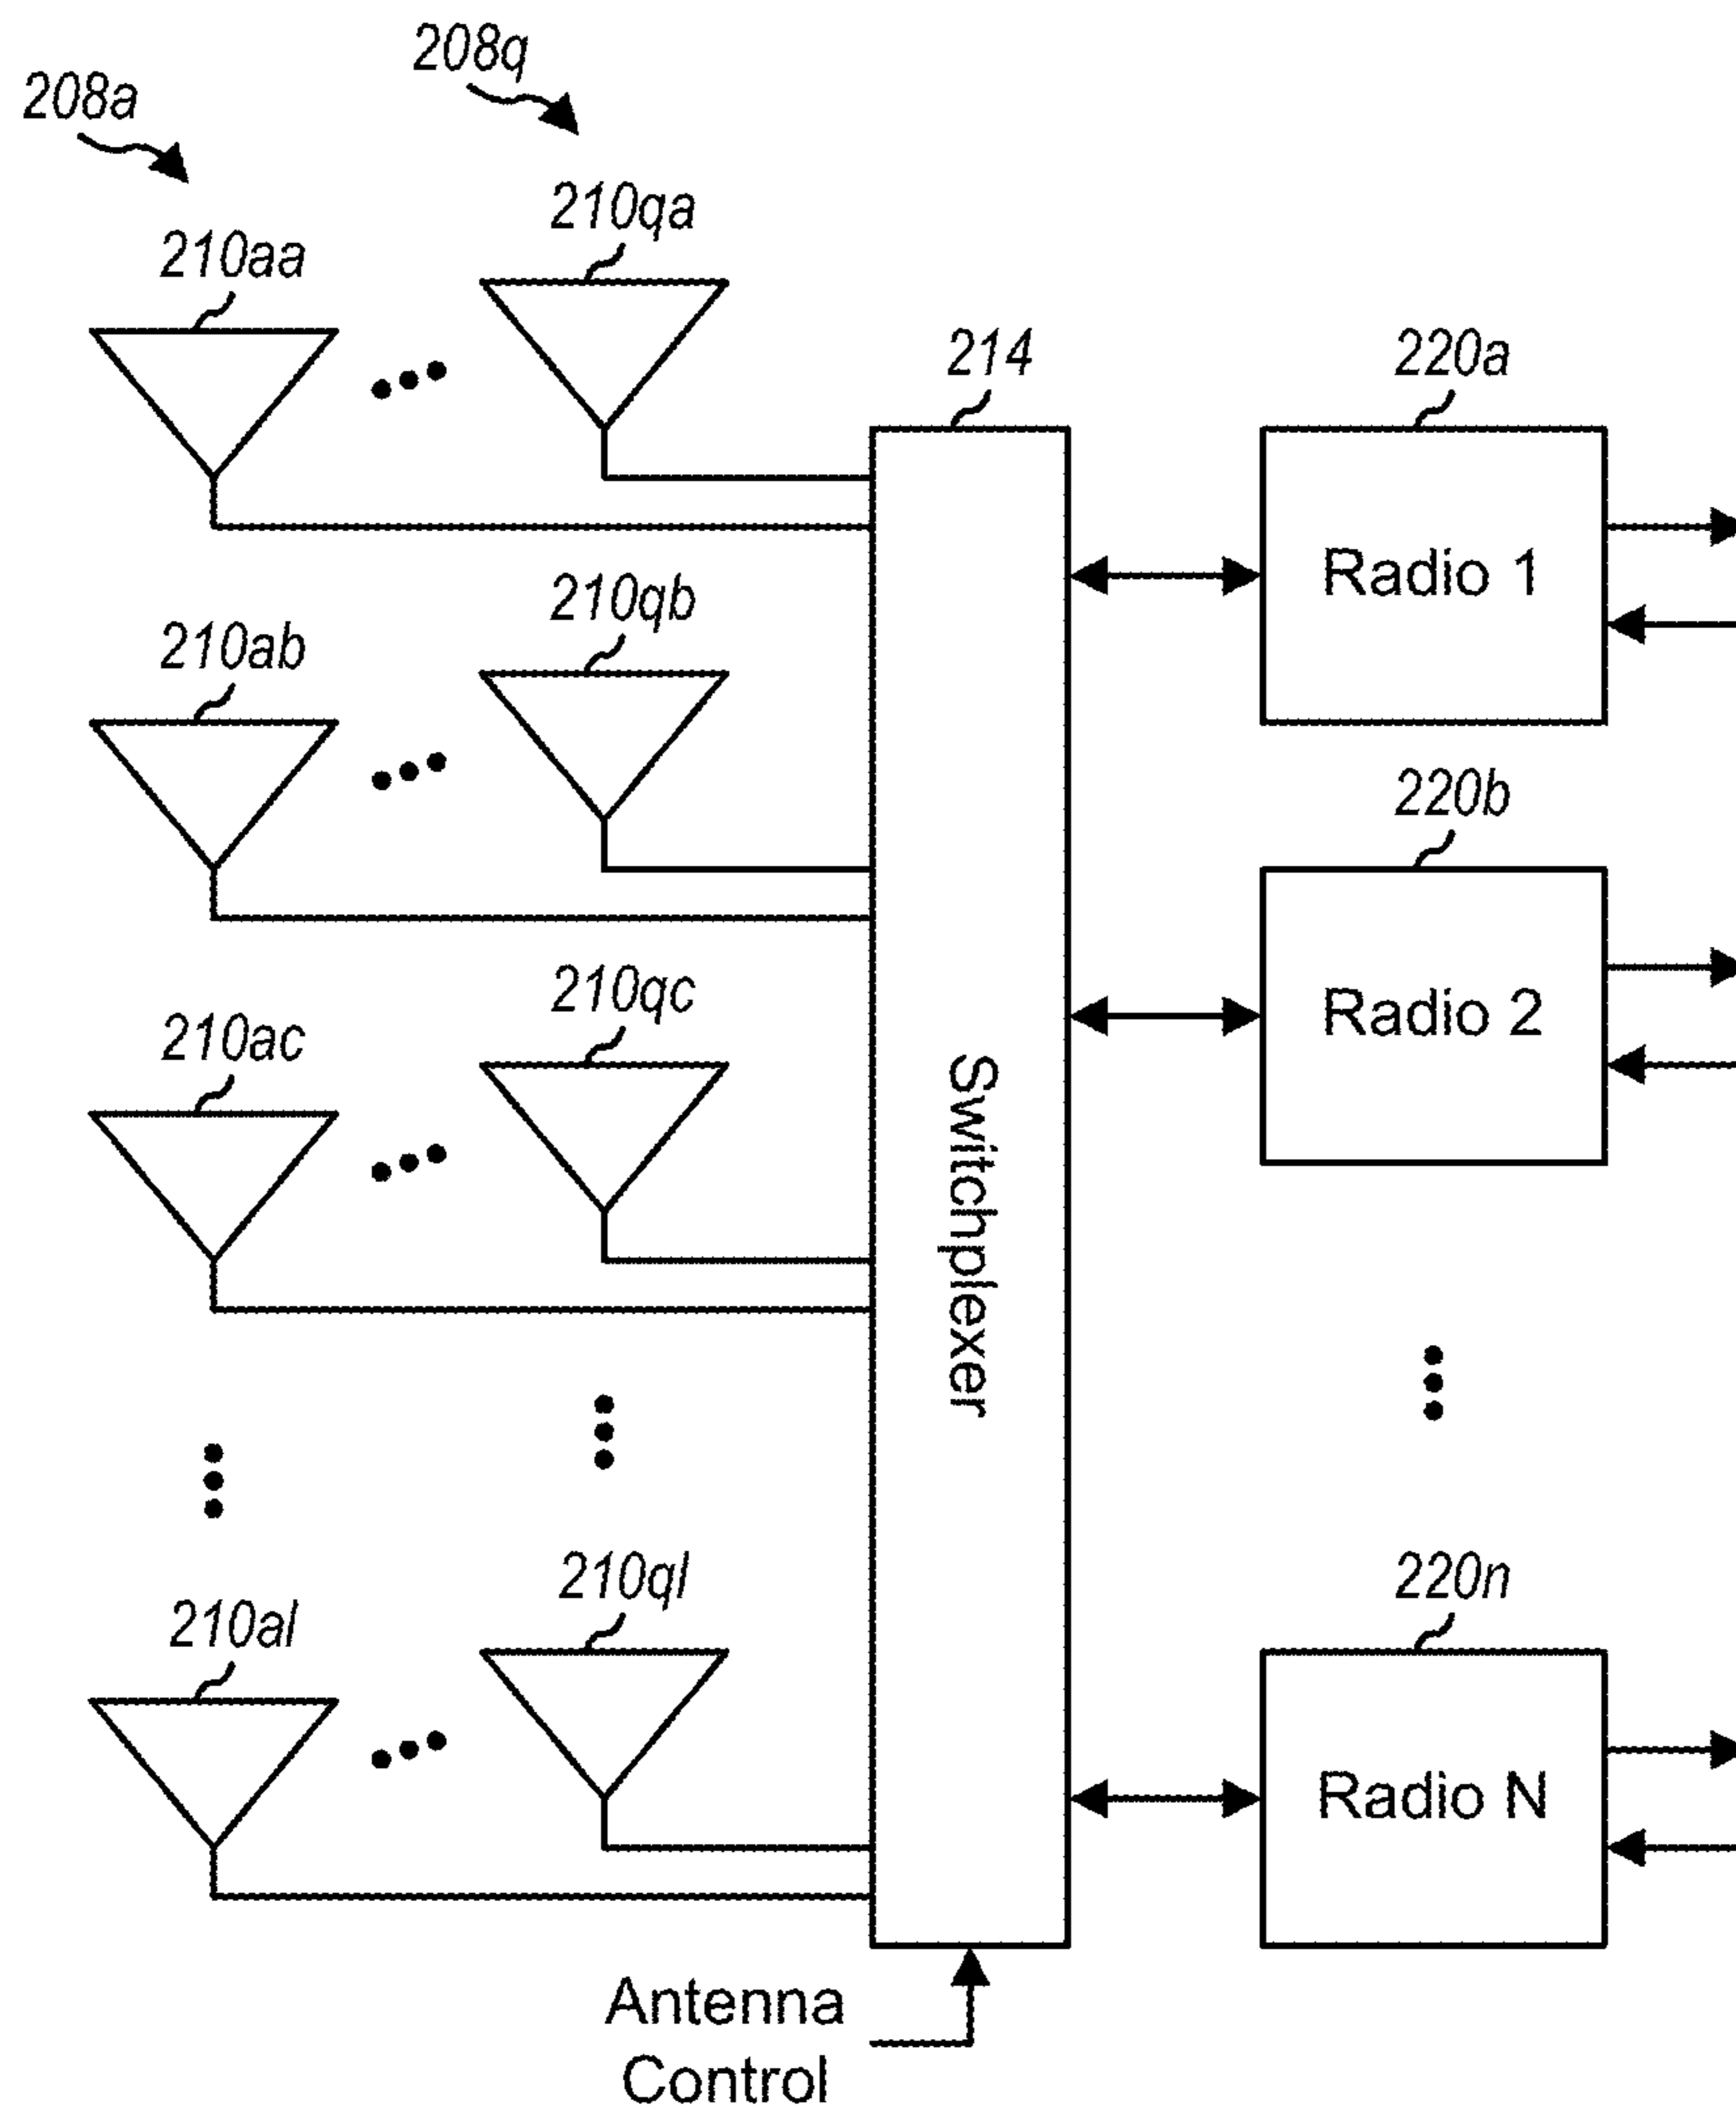 208a
208q
210aa
210qa
214
220a
Radio 1
210ab
210qb
220b
Radio 2
210ac
210qc
Switchplexer
210al
210ql
220n
Radio N
Antenna
Control